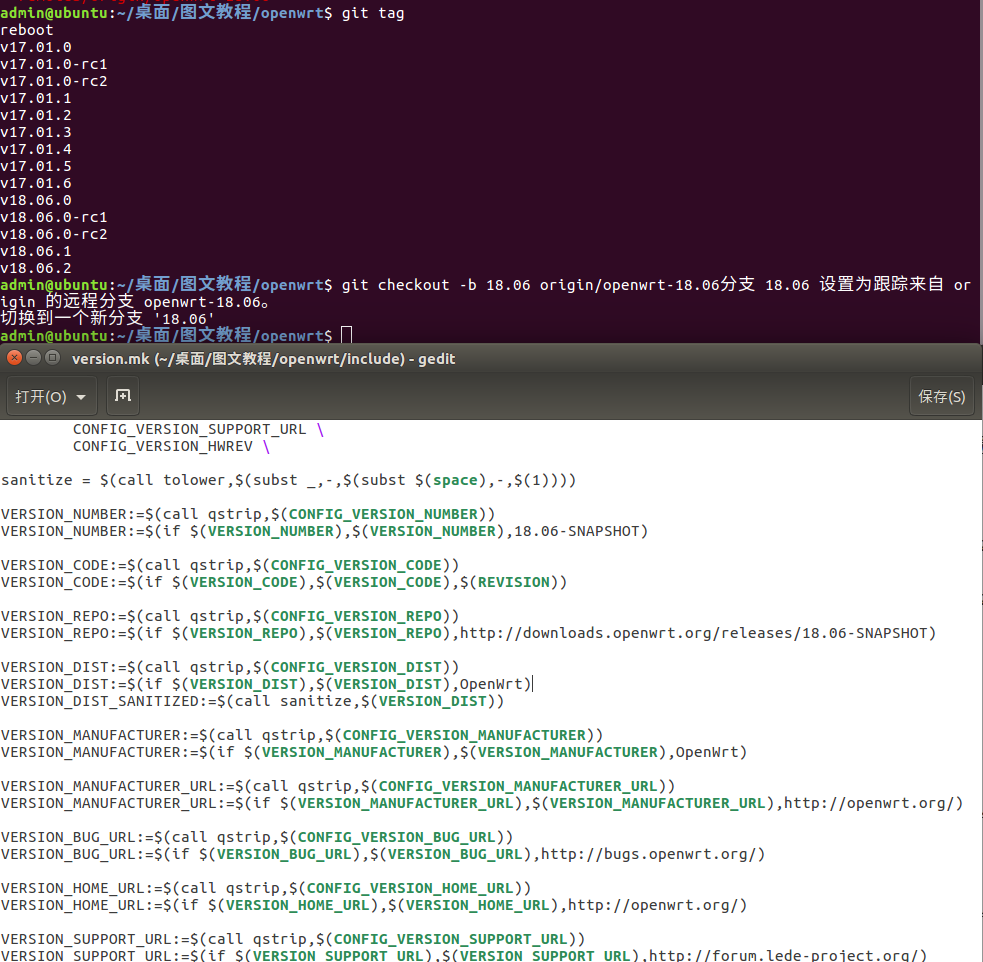 admin@ubuntu:~/桌面/图文教程/openwrt$ git tag
reboot
v17.01.0
v17.01.0-rc1
v17.01.0-rc2
v17.01.1
v17.01.2
v17.01.3
v17.01.4
v17.01.5
v17.01.6
v18.06.0
v18.06.0-rc1
v18.06.0-rc2
v18.06.1
v18.06.2
admin@ubuntu:~/桌面/图文教程/openwrt$ git checkout -b 18.06 origin/openwrt-18.06分支 18.06 设置为跟踪来自 or
igin 的远程分支 openwrt-18.06。
切换到一个新分支 '18.06'
admin@ubuntu:~/桌面/图文教程/openwrt$
version.mk (~/桌面/图文教程/openwrt/include) - gedit
打开(O) 保存(S)
CONFIG_VERSION_SUPPORT_URL \
CONFIG_VERSION_HWREV \
sanitize = $(call tolower,$(subst _,-,$(subst $(space),-,$(1))))
VERSION_NUMBER:=$(call qstrip,$(CONFIG_VERSION_NUMBER))
VERSION_NUMBER:=$(if $(VERSION_NUMBER),$(VERSION_NUMBER),18.06-SNAPSHOT)
VERSION_CODE:=$(call qstrip,$(CONFIG_VERSION_CODE))
VERSION_CODE:=$(if $(VERSION_CODE),$(VERSION_CODE),$(REVISION))
VERSION_REPO:=$(call qstrip,$(CONFIG_VERSION_REPO))
VERSION_REPO:=$(if $(VERSION_REPO),$(VERSION_REPO),http://downloads.openwrt.org/releases/18.06-SNAPSHOT)
VERSION_DIST:=$(call qstrip,$(CONFIG_VERSION_DIST))
VERSION_DIST:=$(if $(VERSION_DIST),$(VERSION_DIST),OpenWrt)
VERSION_DIST_SANITIZED:=$(call sanitize,$(VERSION_DIST))
VERSION_MANUFACTURER:=$(call qstrip,$(CONFIG_VERSION_MANUFACTURER))
VERSION_MANUFACTURER:=$(if $(VERSION_MANUFACTURER),$(VERSION_MANUFACTURER),OpenWrt)
VERSION_MANUFACTURER_URL:=$(call qstrip,$(CONFIG_VERSION_MANUFACTURER_URL))
VERSION_MANUFACTURER_URL:=$(if $(VERSION_MANUFACTURER_URL),$(VERSION_MANUFACTURER_URL),http://openwrt.org/)
VERSION_BUG_URL:=$(call qstrip,$(CONFIG_VERSION_BUG_URL))
VERSION_BUG_URL:=$(if $(VERSION_BUG_URL),$(VERSION_BUG_URL),http://bugs.openwrt.org/)
VERSION_HOME_URL:=$(call qstrip,$(CONFIG_VERSION_HOME_URL))
VERSION_HOME_URL:=$(if $(VERSION_HOME_URL),$(VERSION_HOME_URL),http://openwrt.org/)
VERSION_SUPPORT_URL:=$(call qstrip,$(CONFIG_VERSION_SUPPORT_URL))
VERSION_SUPPORT_URL:=$(if $(VERSION_SUPPORT_URL),$(VERSION_SUPPORT_URL),http://forum.lede-project.org/)